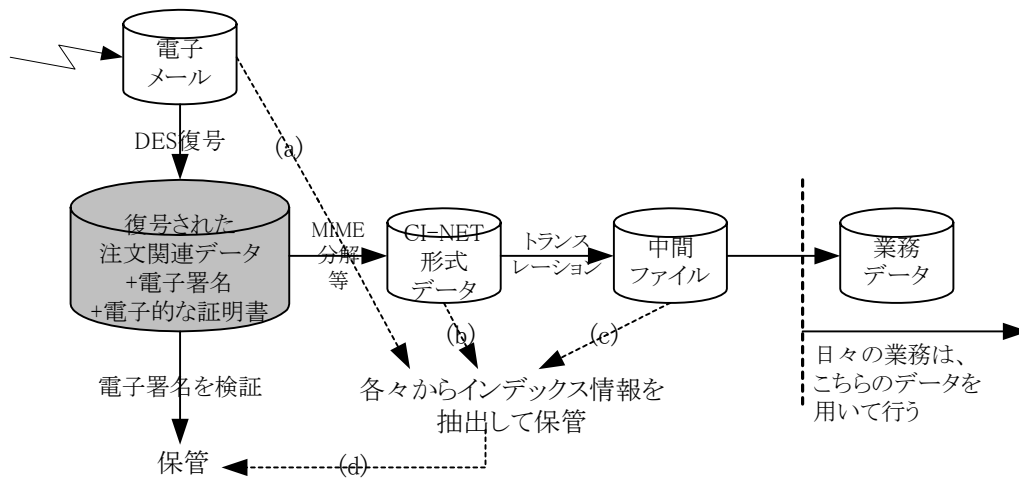 電子
メール
DES復号
(a)
復号された
注文関連データ
+電子署名
+電子的な証明書
MIME
分解
等
CI-NET
形式
データ
トランス
レーション
中間
ファイル
業務
データ
(b)
(c)
日々の業務は、
こちらのデータを
用いて行う
電子署名を検証
各々からインデックス情報を
抽出して保管
保管
(d)